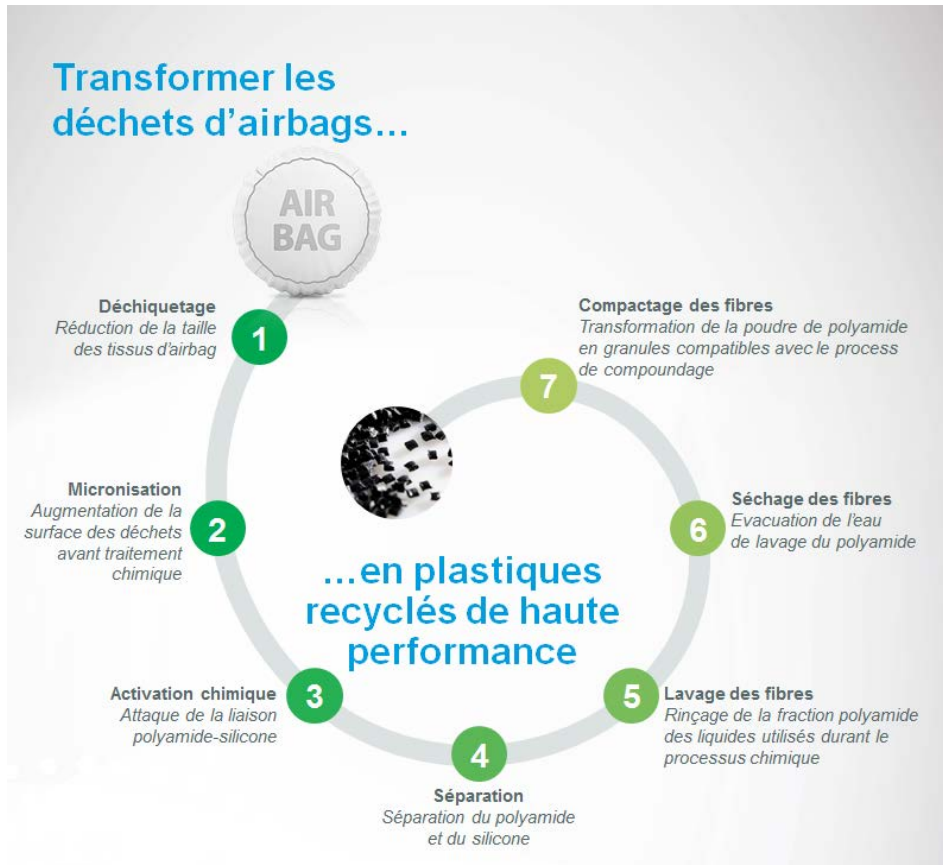 Transformer les
déchets d'airbags...
AIR
BAG
1
Déchiquetage
Réduction de la taille
des tissus d'airbag
2
Micronisation
Augmentation de la
surface des déchets
avant traitement
chimique
3
Activation chimique
Attaque de la liaison
polyamide-silicone
4
Séparation
Séparation du polyamide
et du silicone
5
Lavage des fibres
Rinçage de la fraction polyamide
des liquides utilisés durant le
processus chimique
6
Séchage des fibres
Evacuation de l'eau
de lavage du polyamide
7
Compactage des fibres
Transformation de la poudre de polyamide
en granules compatibles avec le process
de compoundage
...en plastiques
recyclés de haute
performance